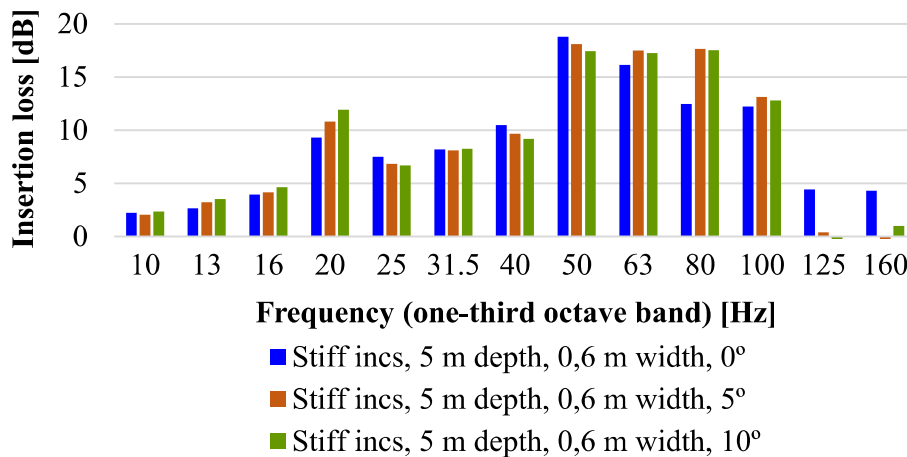 Insertion loss [dB]
20
15
10
5
0
10 13 16 20 25 31.5 40 50 63 80 100 125 160
Frequency (one-third octave band) [Hz]
Stiff incs, 5 m depth, 0,6 m width, 0º
Stiff incs, 5 m depth, 0,6 m width, 5º
Stiff incs, 5 m depth, 0,6 m width, 10º